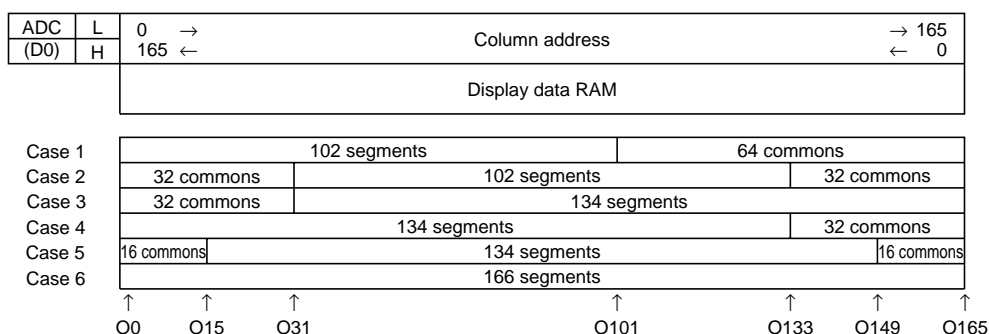 ADC L 0 → Column address → 165
(D0) H 165 ← ← 0
Display data RAM
Case 1 102 segments 64 commons
Case 2 32 commons 102 segments 32 commons
Case 3 32 commons 134 segments
Case 4 134 segments 32 commons
Case 5 16 commons 134 segments 16 commons
Case 6 166 segments
↑ ↑ ↑ ↑ ↑ ↑ ↑
O0 O15 O31 O101 O133 O149 O165